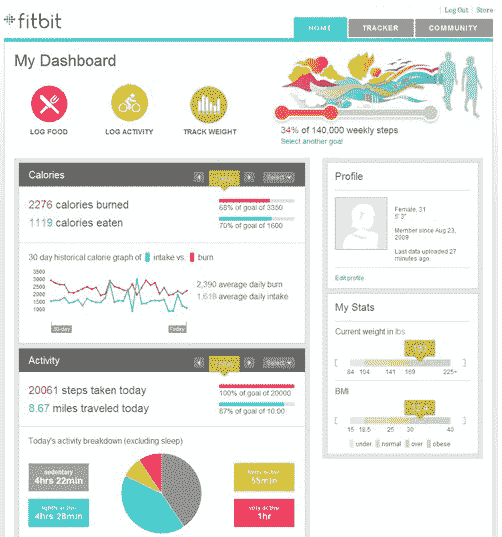 Log Out | Store
fitbit
HOME TRACKER COMMUNITY
My Dashboard
LOG FOOD LOG ACTIVITY TRACK WEIGHT
34% of 140,000 weekly steps
Select another goal
Calories
Select
2276 calories burned
68% of goal of 3350
1119 calories eaten
70% of goal of 1600
30 day historical calorie graph of intake vs. burn
3500
3000
2500
2000
1500
1000
2,390 average daily burn
1,618 average daily intake
30-day Today
Activity
Select
20061 steps taken today
100% of goal of 20000
8.67 miles traveled today
87% of goal of 10.00
Today's activity breakdown (excluding sleep)
sedentary
4hrs 22min
lightly active
4hrs 28min
fairly active
55min
very active
1hr
Profile
Female, 31
5' 3"
Member since Aug 23,
2009
Last data uploaded 27
minutes ago.
Edit profile
My Stats
Current weight in lbs
84 104 141 169 225+
BMI
15 18.5 25 30 40
under normal over obese